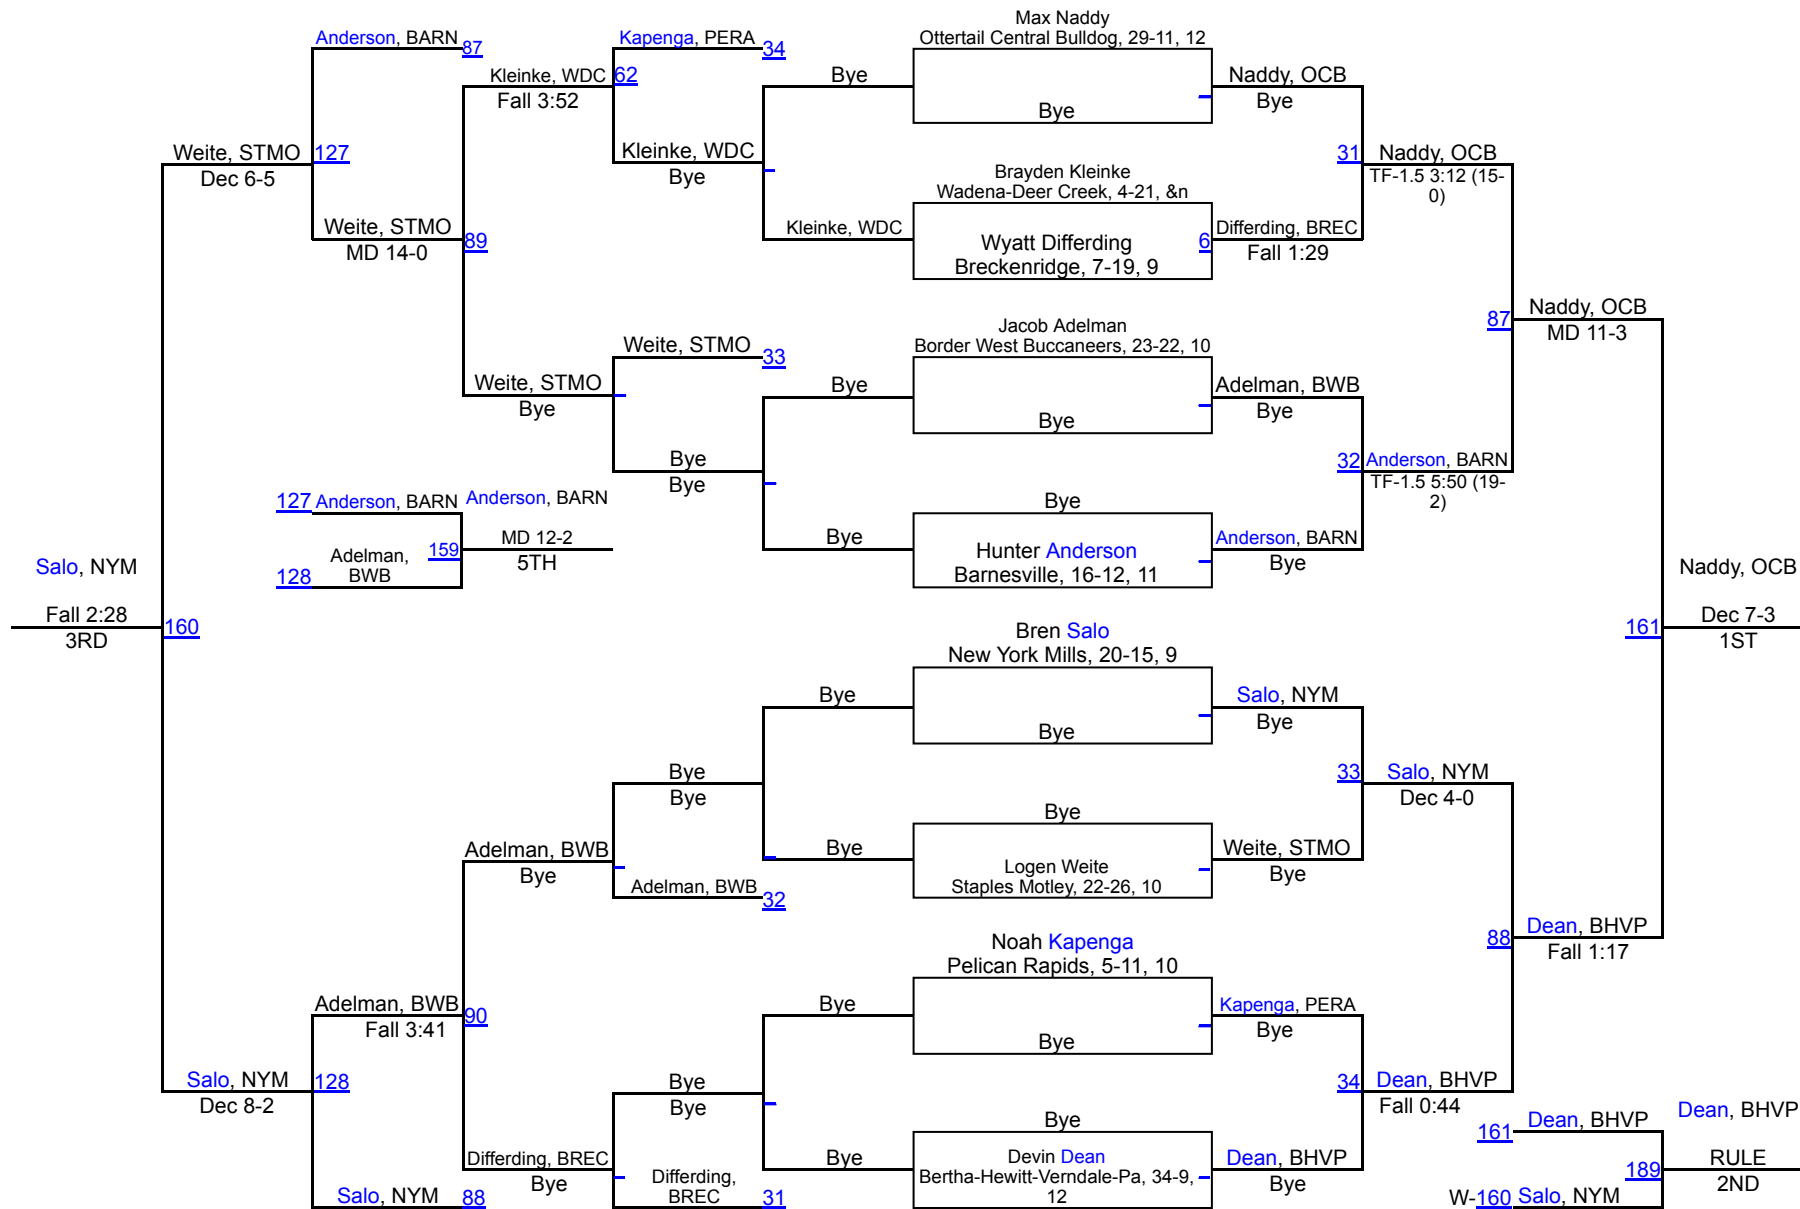 Anderson, BARN
87
Weite, STMO
127
Dec 6-5
Weite, STMO
89
MD 14-0
Kleinke, WDC
62
Fall 3:52
Kapenga, PERA
34
Kleinke, WDC
Bye
Bye
Kleinke, WDC
Weite, STMO
33
Weite, STMO
Bye
Bye
Bye
Bye
Bye
127
Anderson, BARN
Anderson, BARN
Adelman,
BWB
159
MD 12-2
5TH
128
Salo, NYM
Fall 2:28
160
3RD
Max Naddy
Ottertail Central Bulldog, 29-11, 12
Bye
Naddy, OCB
Bye
Brayden Kleinke
Wadena-Deer Creek, 4-21, &n
Wyatt Differding
Breckenridge, 7-19, 9
6
Differding, BREC
Fall 1:29
31
Naddy, OCB
TF-1.5 3:12 (15-
0)
Jacob Adelman
Border West Buccaneers, 23-22, 10
Bye
Adelman, BWB
Bye
Bye
Hunter Anderson
Barnesville, 16-12, 11
Anderson, BARN
Bye
32
Anderson, BARN
TF-1.5 5:50 (19-
2)
87
Naddy, OCB
MD 11-3
Naddy, OCB
161
Dec 7-3
1ST
Bren Salo
New York Mills, 20-15, 9
Bye
Bye
Salo, NYM
Bye
Bye
Bye
33
Salo, NYM
Dec 4-0
Bye
Bye
Logen Weite
Staples Motley, 22-26, 10
Weite, STMO
Bye
Adelman, BWB
Bye
Adelman, BWB
32
Noah Kapenga
Pelican Rapids, 5-11, 10
Bye
Bye
Kapenga, PERA
Bye
88
Dean, BHVP
Fall 1:17
Adelman, BWB
90
Fall 3:41
Salo, NYM
128
Dec 8-2
Bye
Bye
34
Dean, BHVP
Fall 0:44
Bye
Bye
Devin Dean
Bertha-Hewitt-Verndale-Pa, 34-9,
12
Dean, BHVP
Bye
Differding, BREC
Bye
Differding,
BREC
31
Salo, NYM
88
161
Dean, BHVP
Dean, BHVP
189
RULE
2ND
W-160
Salo, NYM